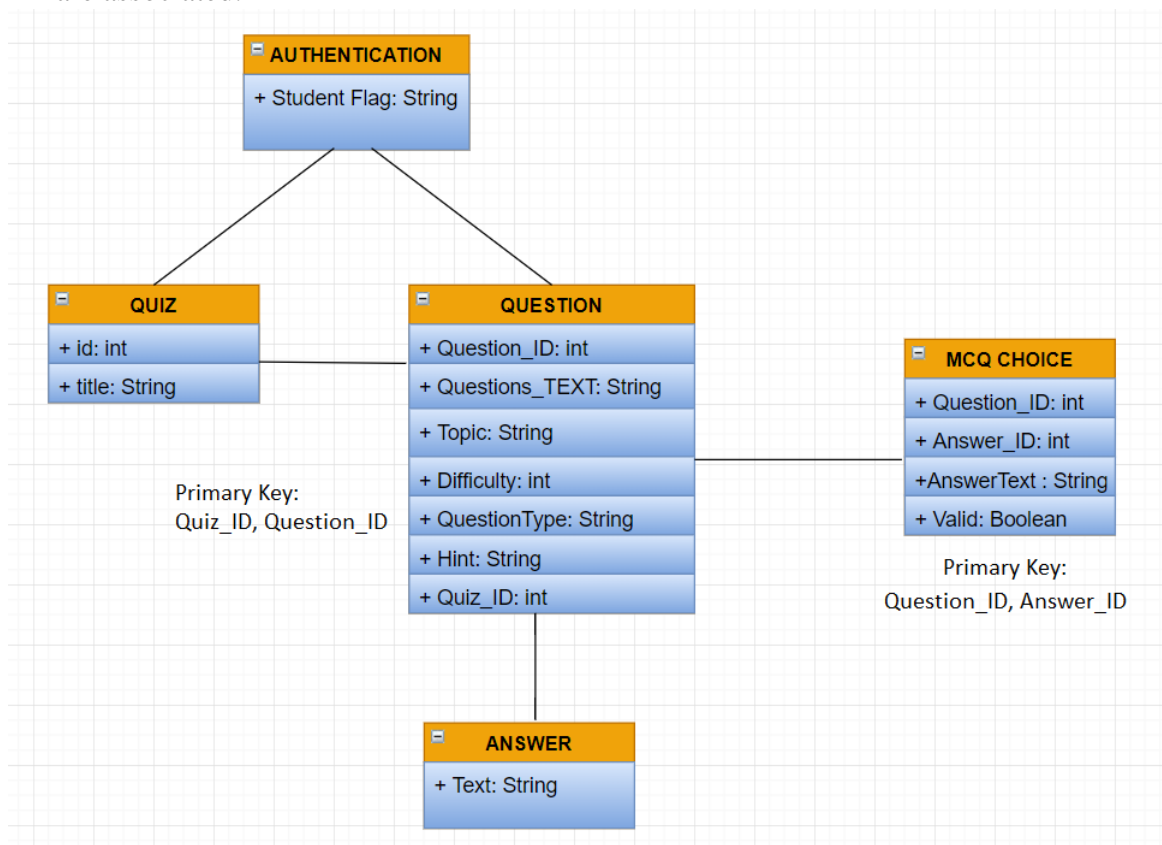 AUTHENTICATION
+ Student Flag: String
QUIZ
+ id: int
+ title: String
QUESTION
+ Question_ID: int
+ Questions_TEXT: String
+ Topic: String
+ Difficulty: int
+ QuestionType: String
+ Hint: String
+ Quiz_ID: int
Primary Key:
Quiz_ID, Question_ID
MCQ CHOICE
+ Question_ID: int
+ Answer_ID: int
+AnswerText : String
+ Valid: Boolean
Primary Key:
Question_ID, Answer_ID
ANSWER
+ Text: String